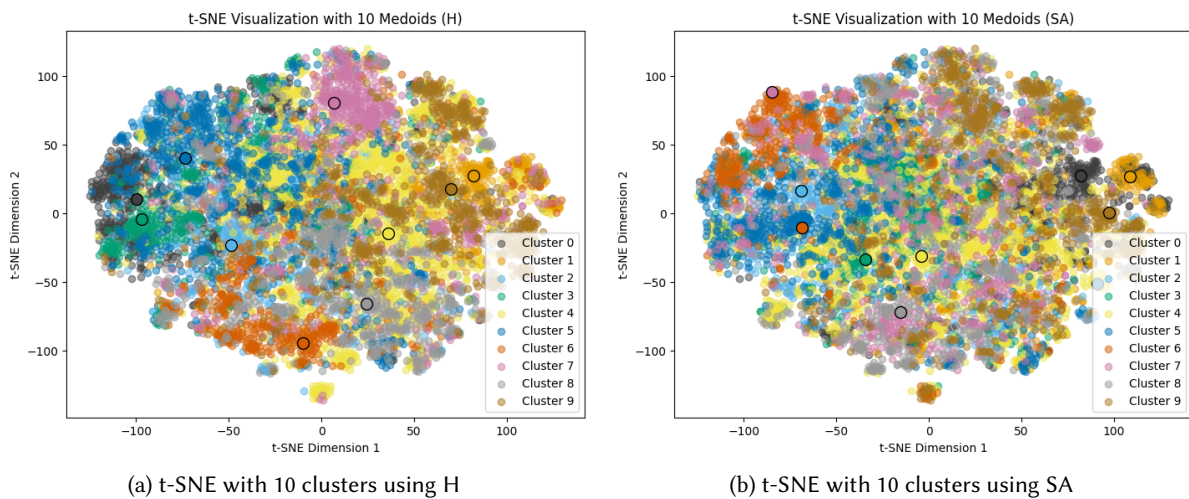 t-SNE Visualization with 10 Medoids (H)
t-SNE Dimension 2
100
50
0
−50
−100
−100
−50
0
50
100
t-SNE Dimension 1
Cluster 0
Cluster 1
Cluster 2
Cluster 3
Cluster 4
Cluster 5
Cluster 6
Cluster 7
Cluster 8
Cluster 9
(a) t-SNE with 10 clusters using H
t-SNE Visualization with 10 Medoids (SA)
t-SNE Dimension 2
100
50
0
−50
−100
−100
−50
0
50
100
t-SNE Dimension 1
Cluster 0
Cluster 1
Cluster 2
Cluster 3
Cluster 4
Cluster 5
Cluster 6
Cluster 7
Cluster 8
Cluster 9
(b) t-SNE with 10 clusters using SA